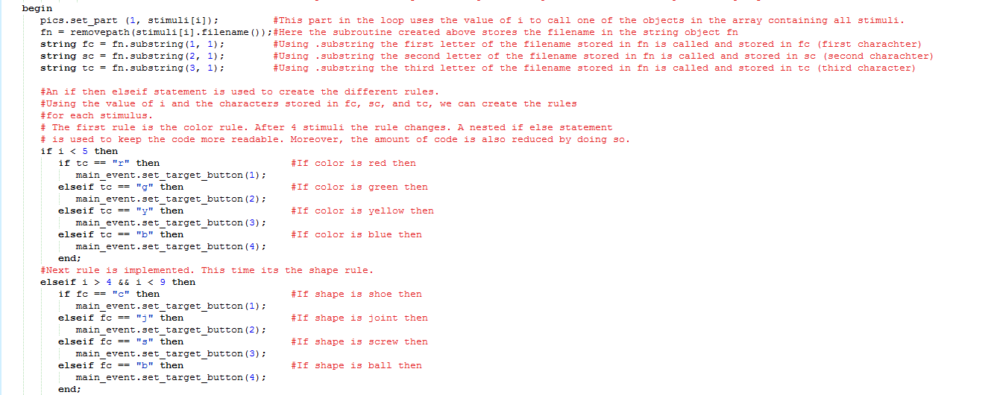 begin
pics.set_part (1, stimuli[i]); #This part in the loop uses the value of i to call one of the objects in the array containing all stimuli.
fn = removepath(stimuli[i].filename());#Here the subroutine created above stores the filename in the string object fn
string fc = fn.substring(1, 1); #Using .substring the first letter of the filename stored in fn is called and stored in fc (first charachter)
string sc = fn.substring(2, 1); #Using .substring the second letter of the filename stored in fn is called and stored in sc (second charachter)
string tc = fn.substring(3, 1); #Using .substring the third letter of the filename stored in fn is called and stored in tc (third character)
#An if then elseif statement is used to create the different rules.
#Using the value of i and the characters stored in fc, sc, and tc, we can create the rules
#for each stimulus.
# The first rule is the color rule. After 4 stimuli the rule changes. A nested if else statement
# is used to keep the code more readable. Moreover, the amount of code is also reduced by doing so.
if i < 5 then
if tc == "r" then #If color is red then
main_event.set_target_button(1);
elseif tc == "g" then #If color is green then
main_event.set_target_button(2);
elseif tc == "y" then #If color is yellow then
main_event.set_target_button(3);
elseif tc == "b" then #If color is blue then
main_event.set_target_button(4);
end;
#Next rule is implemented. This time its the shape rule.
elseif i > 4 && i < 9 then
if fc == "c" then #If shape is shoe then
main_event.set_target_button(1);
elseif fc == "j" then #If shape is joint then
main_event.set_target_button(2);
elseif fc == "s" then #If shape is screw then
main_event.set_target_button(3);
elseif fc == "b" then #If shape is ball then
main_event.set_target_button(4);
end;